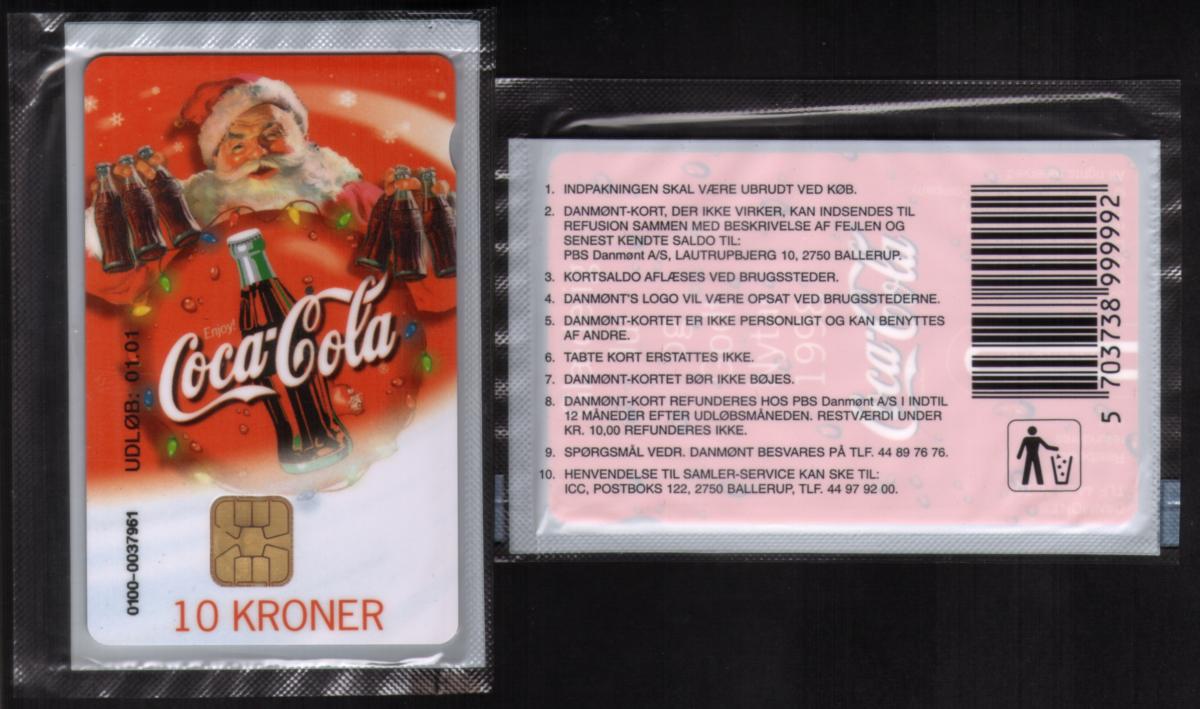 Enjoy!
Coca-Cola
UDLØB: 01.01
0100-0037961
10 KRONER
1. INDPAKNINGEN SKAL VÆRE UBRUDT VED KØB.
2. DANMØNT-KORT, DER IKKE VIRKER, KAN INDSENDES TIL
REFUSION SAMMEN MED BESKRIVELSE AF FEJLEN OG
SENEST KENDTE SALDO TIL:
PBS Danmønt A/S, LAUTRUPBJERG 10, 2750 BALLERUP.
3. KORTSALDO AFLÆSES VED BRUGSSTEDER.
4. DANMØNT'S LOGO VIL VÆRE OPSAT VED BRUGSSTEDERNE.
5. DANMØNT-KORTET ER IKKE PERSONLIGT OG KAN BENYTTES
AF ANDRE.
6. TABTE KORT ERSTATTES IKKE.
7. DANMØNT-KORTET BØR IKKE BØJES.
8. DANMØNT-KORT REFUNDERES HOS PBS Danmønt A/S I INDTIL
12 MÅNEDER EFTER UDLØBSMÅNEDEN. RESTVÆRDI UNDER
KR. 10,00 REFUNDERES IKKE.
9. SPØRGSMÅL VEDR. DANMØNT BESVARES PÅ TLF. 44 89 76 76.
10. HENVENDELSE TIL SAMLER-SERVICE KAN SKE TIL:
ICC, POSTBOKS 122, 2750 BALLERUP, TLF. 44 97 92 00.
Coca-Cola
1998
5 703738 999992